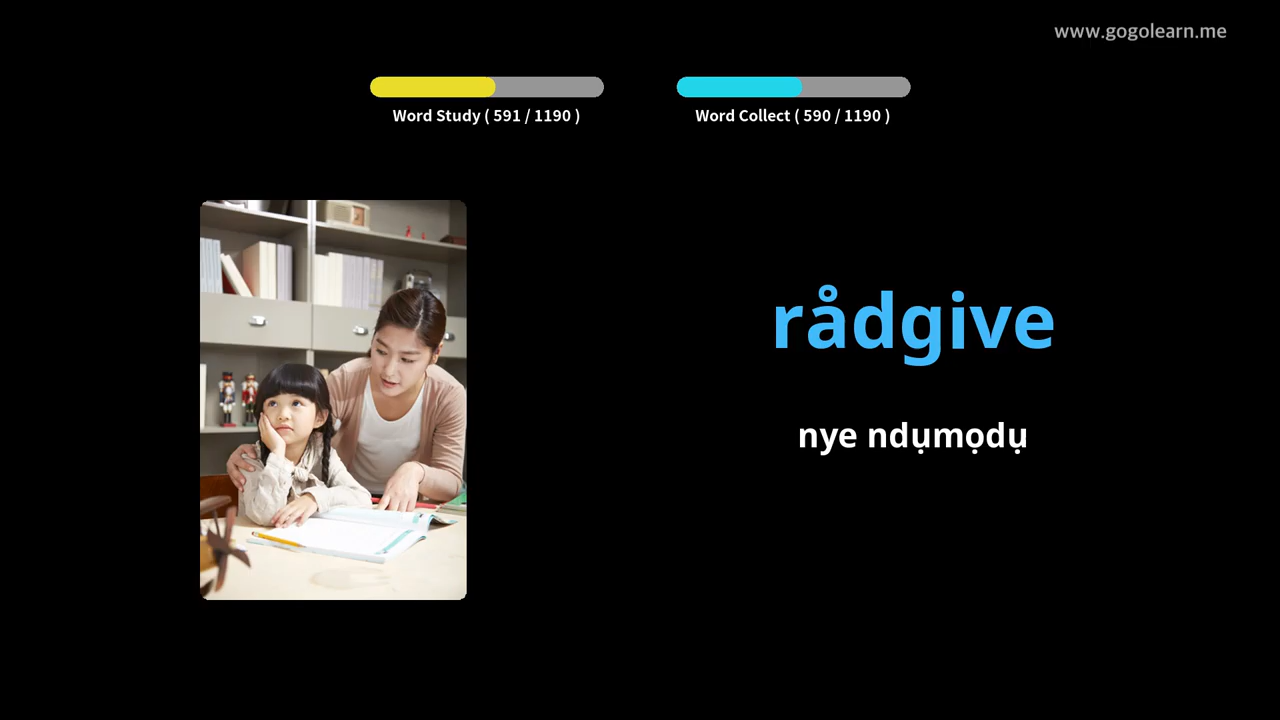 www.gogolearn.me
Word Study ( 591 / 1190 )
Word Collect ( 590 / 1190 )
rådgive
nye ndụmọdụ